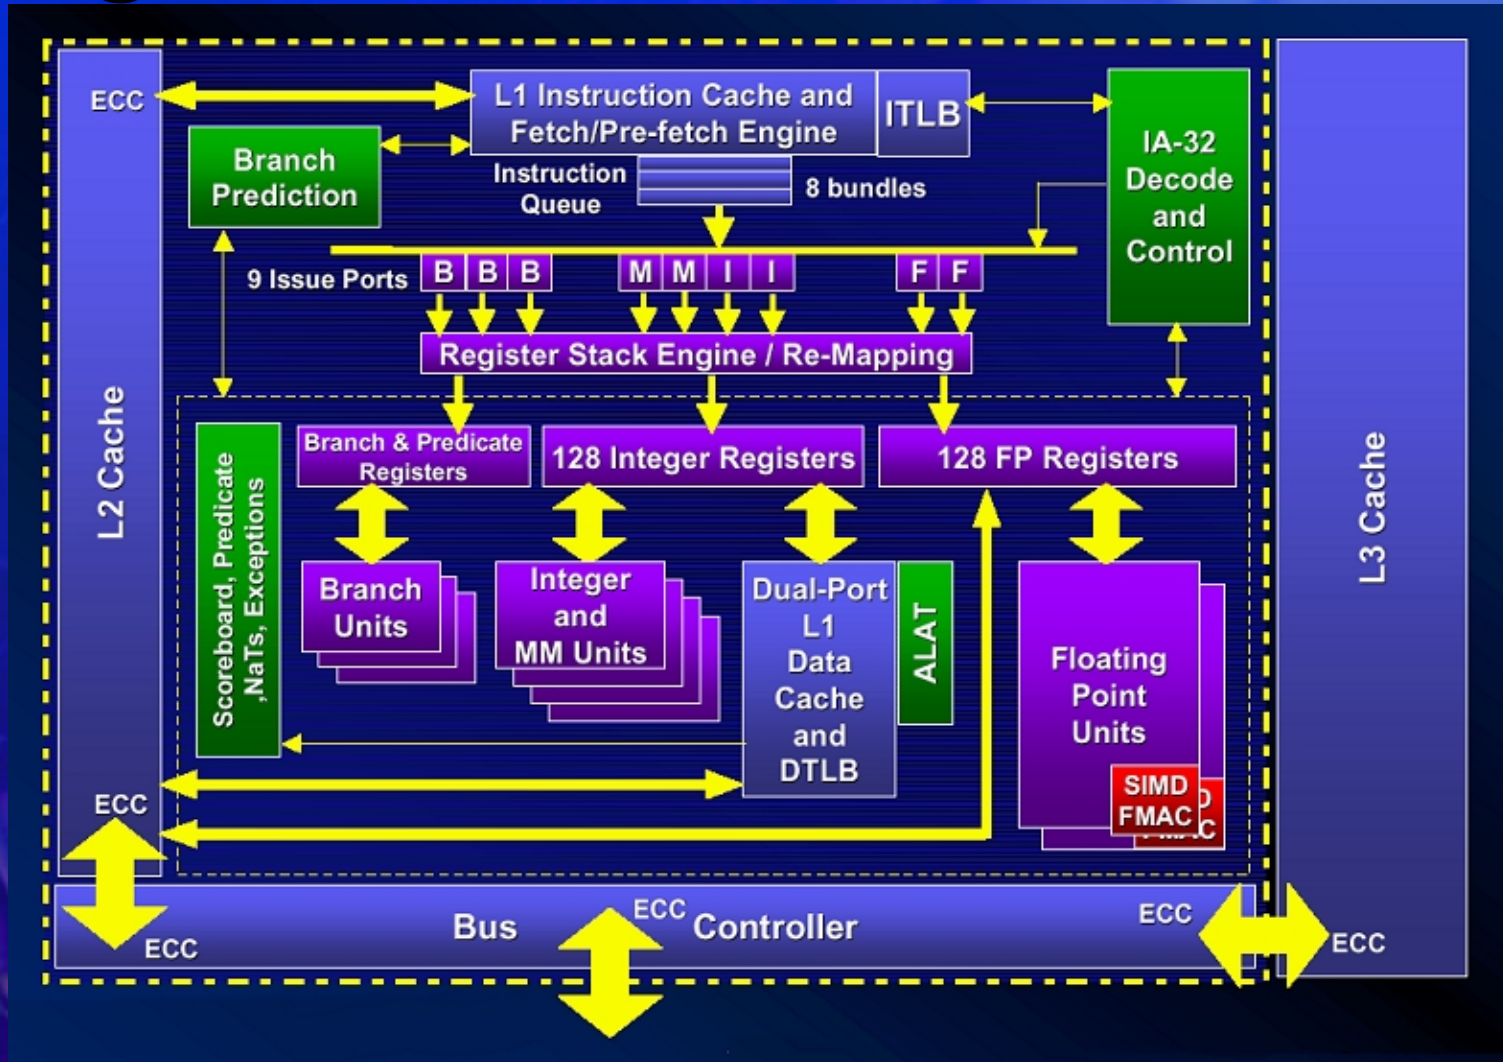 ECC
L1 Instruction Cache and
Fetch/Pre-fetch Engine
ITLB
IA-32
Decode
and
Control
Branch
Prediction
Instruction
Queue
8 bundles
9 Issue Ports
B
B
B
M
M
I
I
F
F
Register Stack Engine / Re-Mapping
L2 Cache
L3 Cache
Scoreboard, Predicate
,NaTs, Exceptions
Branch & Predicate
Registers
128 Integer Registers
128 FP Registers
Branch
Units
Integer
and
MM Units
Dual-Port
L1
Data
Cache
and
DTLB
ALAT
Floating
Point
Units
SIMD
FMAC
ECC
ECC
Bus
ECC
Controller
ECC
ECC